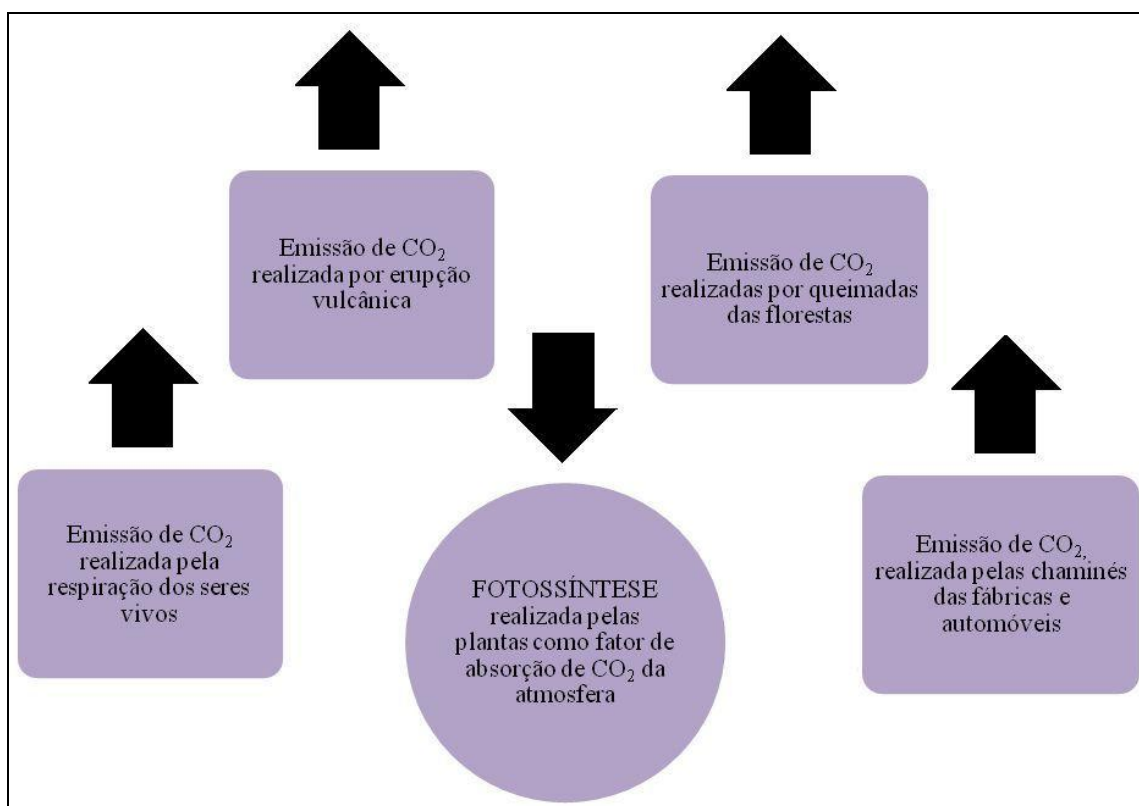 Emissão de CO₂
realizada por erupção
vulcânica
Emissão de CO₂
realizadas por queimadas
das florestas
Emissão de CO₂
realizada pela
respiração dos seres
vivos
FOTOSSÍNTESE
realizada pelas
plantas como fator de
absorção de CO₂ da
atmosfera
Emissão de CO₂,
realizada pelas chaminés
das fábricas e
automóveis